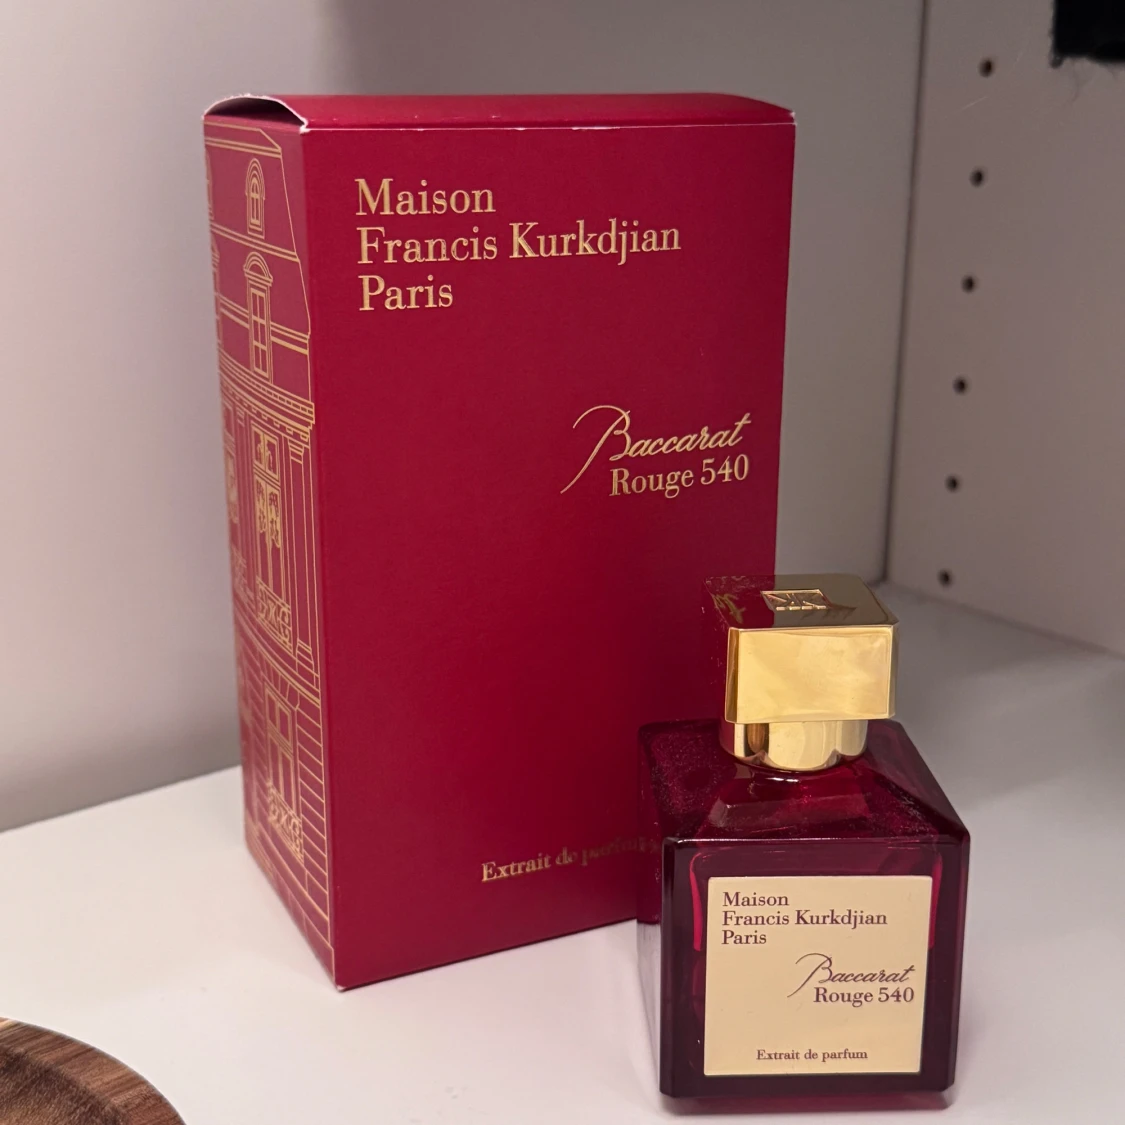 Maison
Francis Kurkdjian
Paris
Baccarat
Rouge 540
Extrait de parfum
Maison
Francis Kurkdjian
Paris
Baccarat
Rouge 540
Extrait de parfum